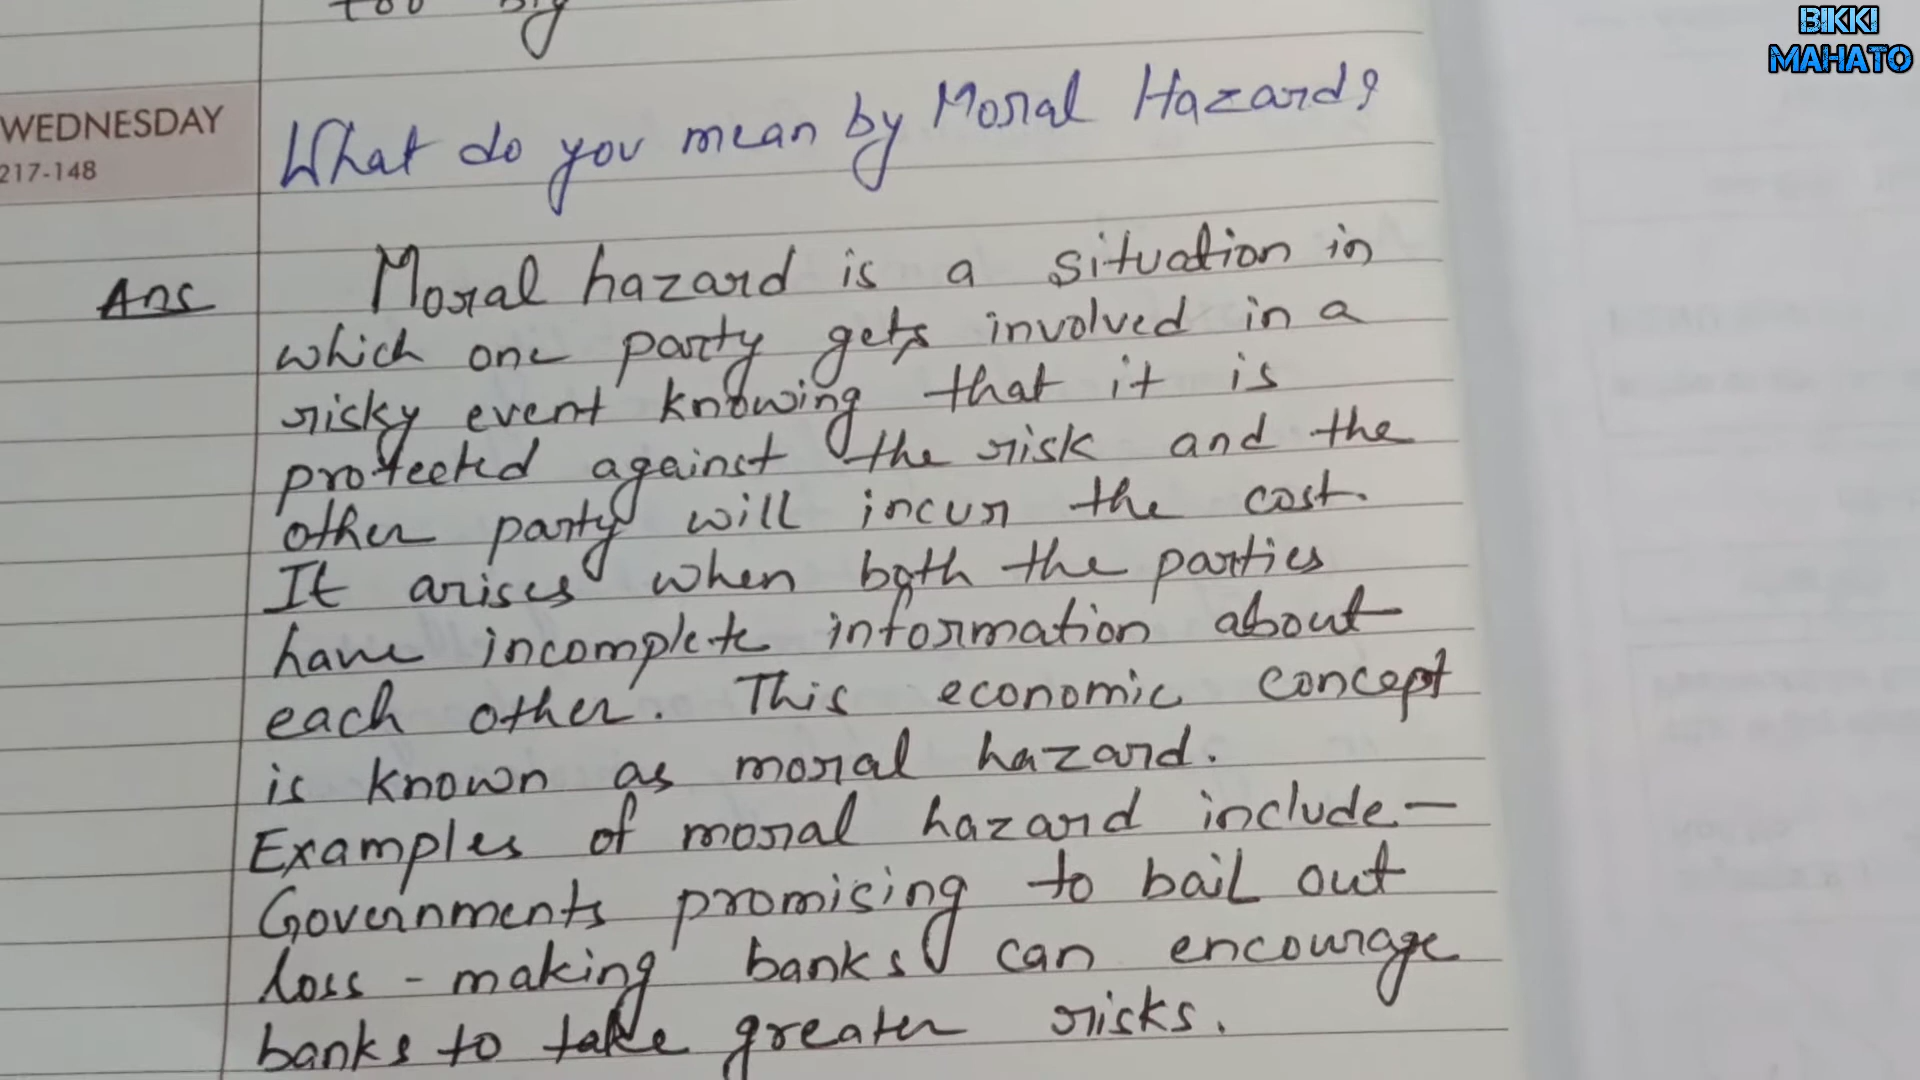 too big
BIKKI
MAHATO
WEDNESDAY
217-148
What do you mean by Moral Hazard?
Ans
Moral hazard is a situation in
which one party gets involved in a
risky event knowing that it is
protected against the risk and the
other party will incur the cost.
It arises when both the parties
have incomplete information about
each other. This economic concept
is known as moral hazard.
Examples of moral hazard include—
Governments promising to bail out
loss-making banks can encourage
banks to take greater risks.